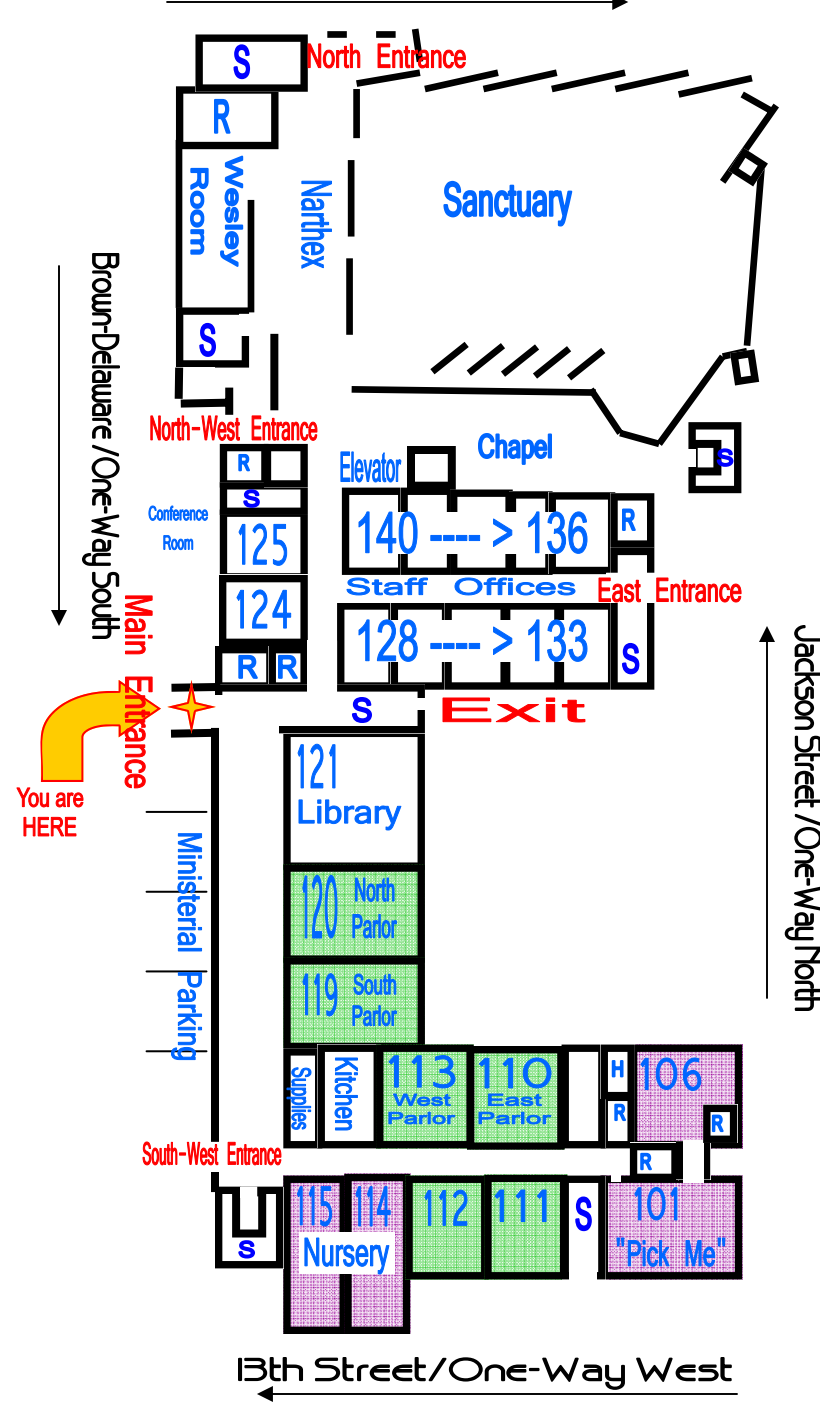 S
North Entrance
R
Wesley
Room
Narthex
Sanctuary
S
Brown-Delaware /One-Way South
North-West Entrance
Chapel
R
Elevator
S
S
Conference
Room
125
140 ---- > 136
R
Staff Offices
East Entrance
124
128 ---- > 133
S
R
R
Main Entrance
S
Exit
Jackson Street /One-Way North
You are
HERE
121
Library
Ministerial Parking
120
North
Parlor
119
South
Parlor
Supplies
Kitchen
113
West
Parlor
110
East
Parlor
H
106
R
R
South-West Entrance
R
115
114
Nursery
112
111
S
101
"Pick Me"
S
13th Street/One-Way West